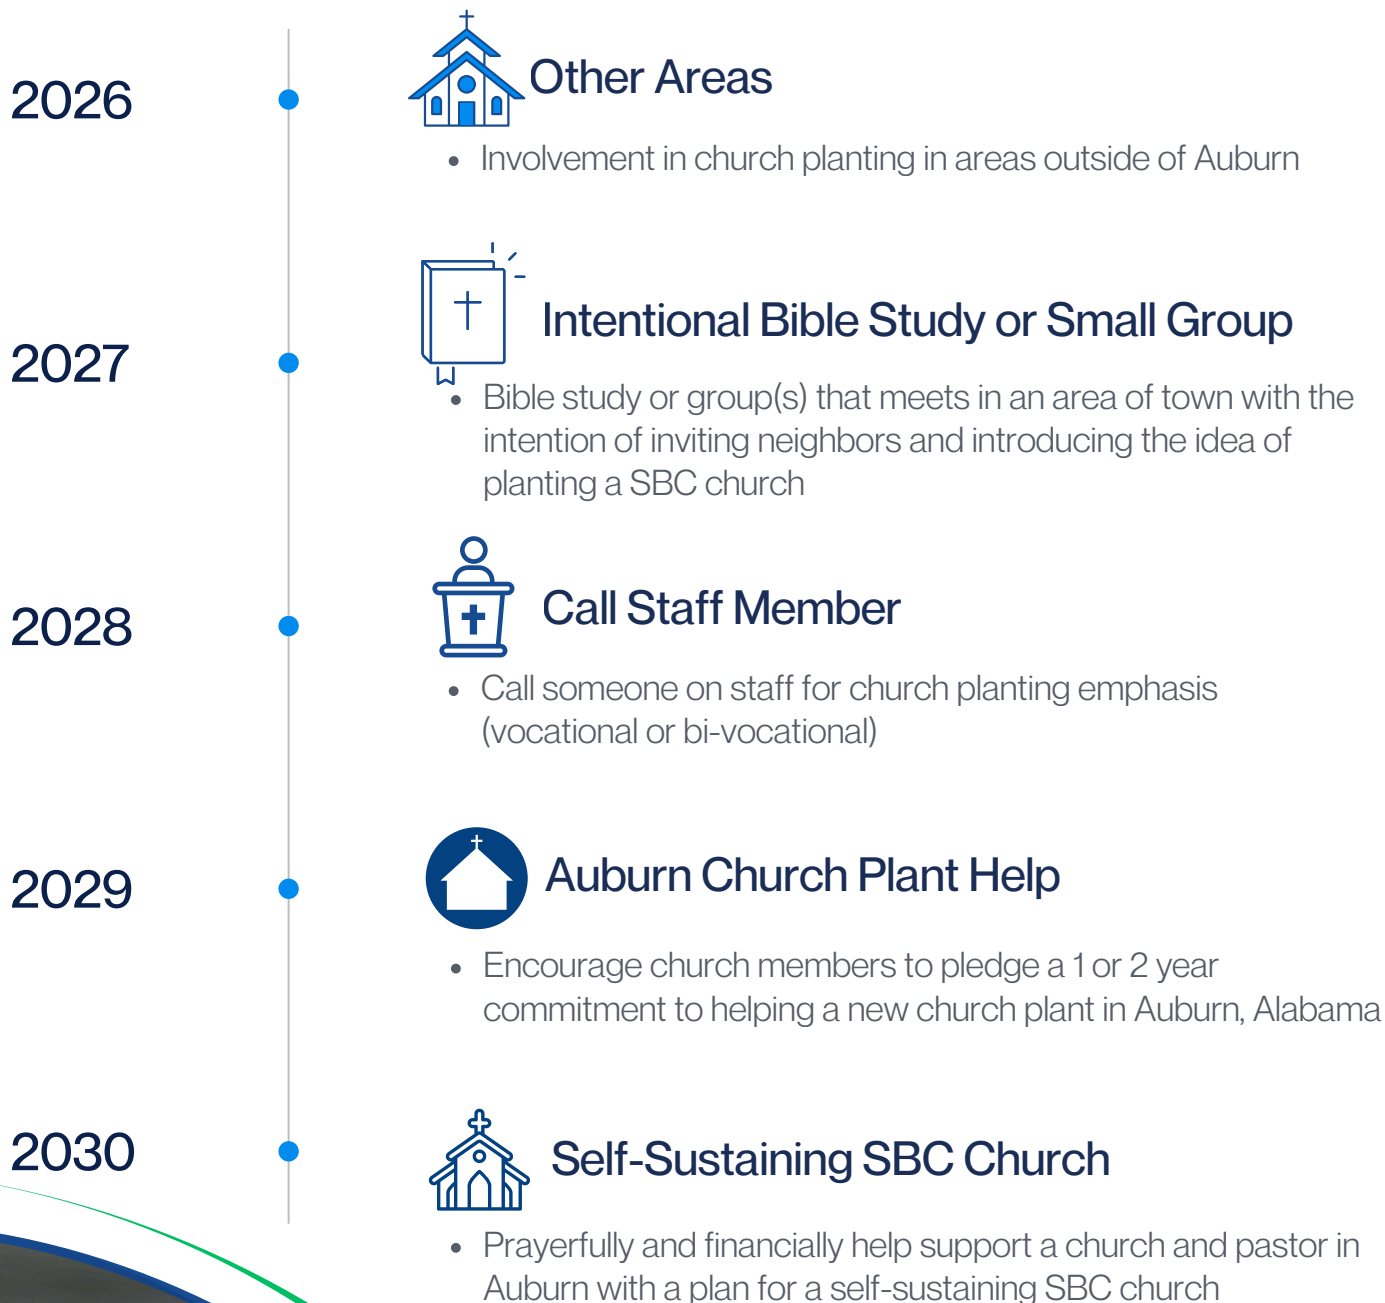 2026
Other Areas
• Involvement in church planting in areas outside of Auburn
2027
Intentional Bible Study or Small Group
• Bible study or group(s) that meets in an area of town with the
intention of inviting neighbors and introducing the idea of
planting a SBC church
2028
Call Staff Member
• Call someone on staff for church planting emphasis
(vocational or bi-vocational)
2029
Auburn Church Plant Help
• Encourage church members to pledge a 1 or 2 year
commitment to helping a new church plant in Auburn, Alabama
2030
Self-Sustaining SBC Church
• Prayerfully and financially help support a church and pastor in
Auburn with a plan for a self-sustaining SBC church